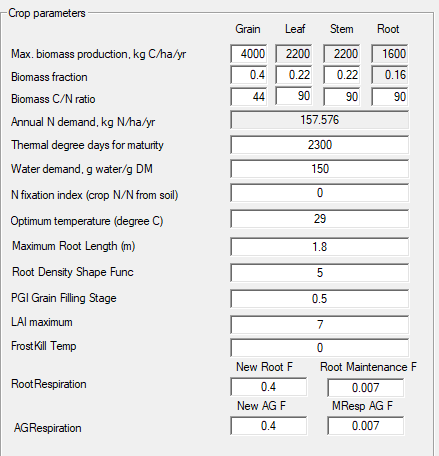 Crop parameters
Grain Leaf Stem Root
Max. biomass production, kg C/ha/yr 4000 2200 2200 1600
Biomass fraction 0.4 0.22 0.22 0.16
Biomass C/N ratio 44 90 90 90
Annual N demand, kg N/ha/yr 157.576
Thermal degree days for maturity 2300
Water demand, g water/g DM 150
N fixation index (crop N/N from soil) 0
Optimum temperature (degree C) 29
Maximum Root Length (m) 1.8
Root Density Shape Func 5
PGI Grain Filling Stage 0.5
LAI maximum 7
FrostKill Temp 0
New Root F Root Maintenance F
RootRespiration 0.4 0.007
New AG F MResp AG F
AGRespiration 0.4 0.007